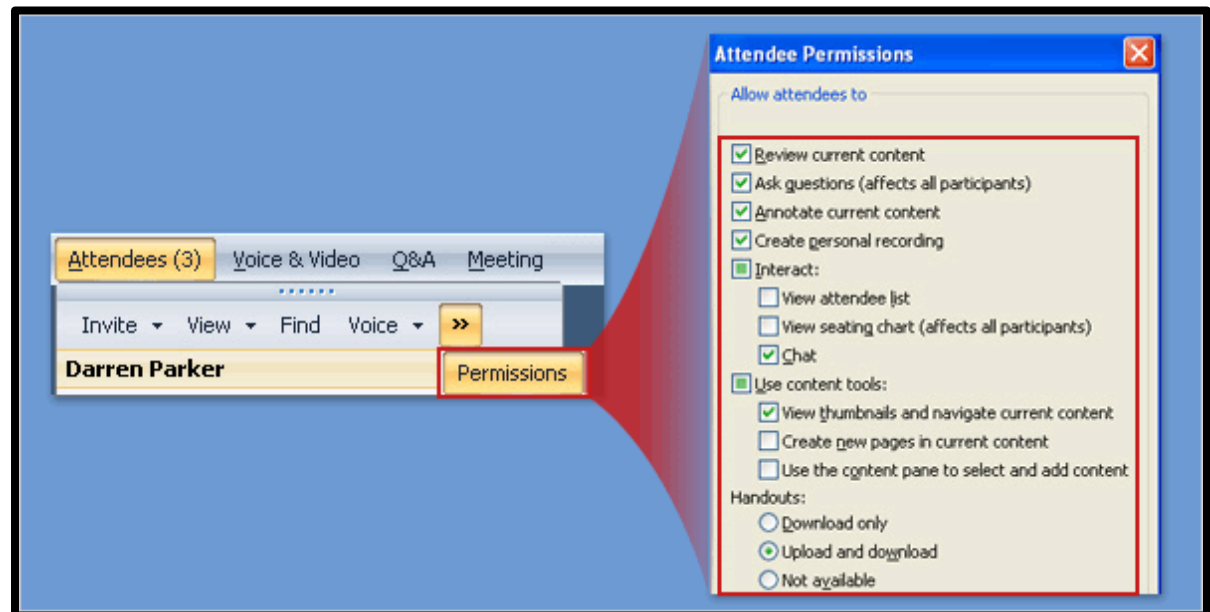 Attendees (3) Voice & Video Q&A Meeting
Invite View Find Voice »
Darren Parker Permissions
Attendee Permissions
Allow attendees to
Review current content
Ask questions (affects all participants)
Annotate current content
Create personal recording
Interact:
View attendee list
View seating chart (affects all participants)
Chat
Use content tools:
View thumbnails and navigate current content
Create new pages in current content
Use the content pane to select and add content
Handouts:
Download only
Upload and download
Not available